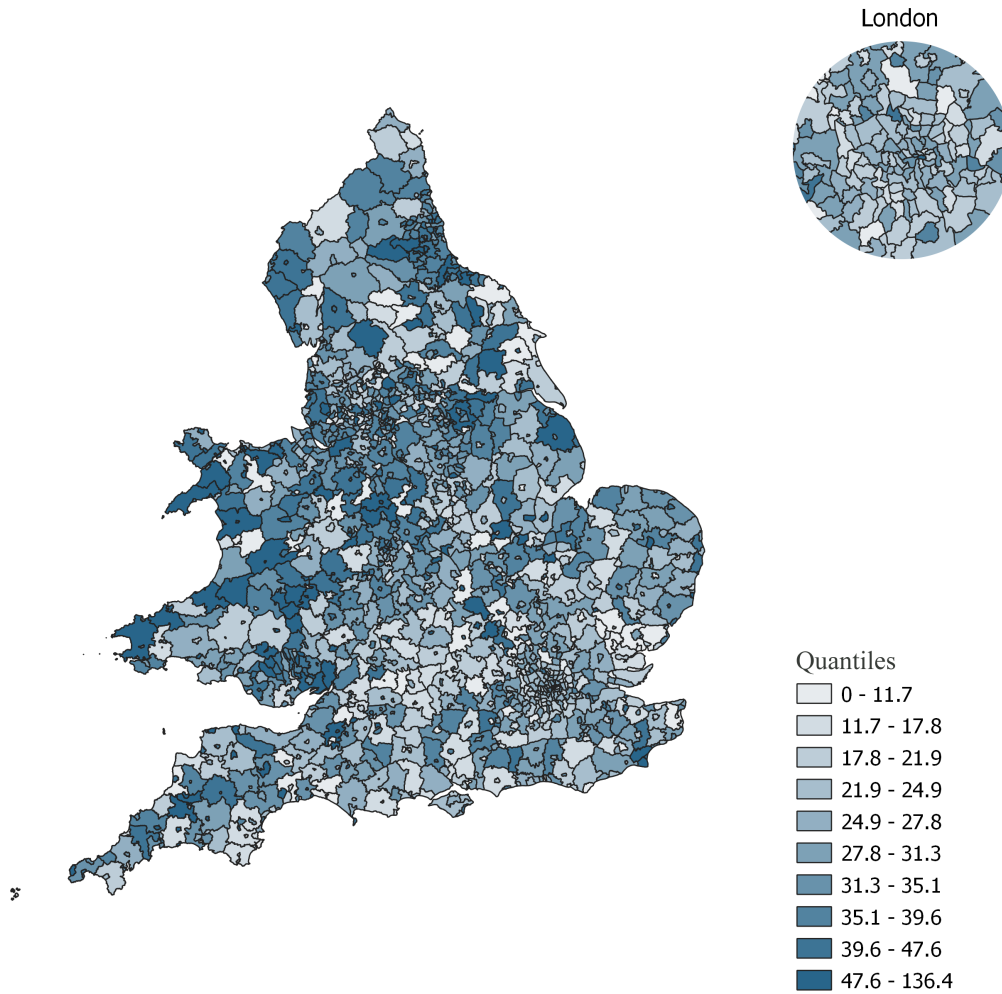 London
Quantiles
0 - 11.7
11.7 - 17.8
17.8 - 21.9
21.9 - 24.9
24.9 - 27.8
27.8 - 31.3
31.3 - 35.1
35.1 - 39.6
39.6 - 47.6
47.6 - 136.4